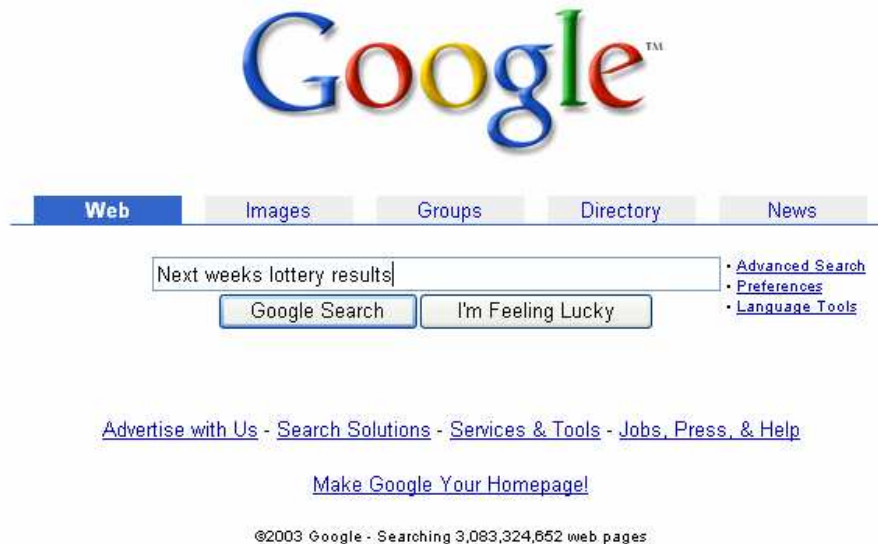 Google™
Web Images Groups Directory News
Next weeks lottery results
• Advanced Search
• Preferences
• Language Tools
Google Search I'm Feeling Lucky
Advertise with Us - Search Solutions - Services & Tools - Jobs, Press, & Help
Make Google Your Homepage!
©2003 Google - Searching 3,083,324,652 web pages